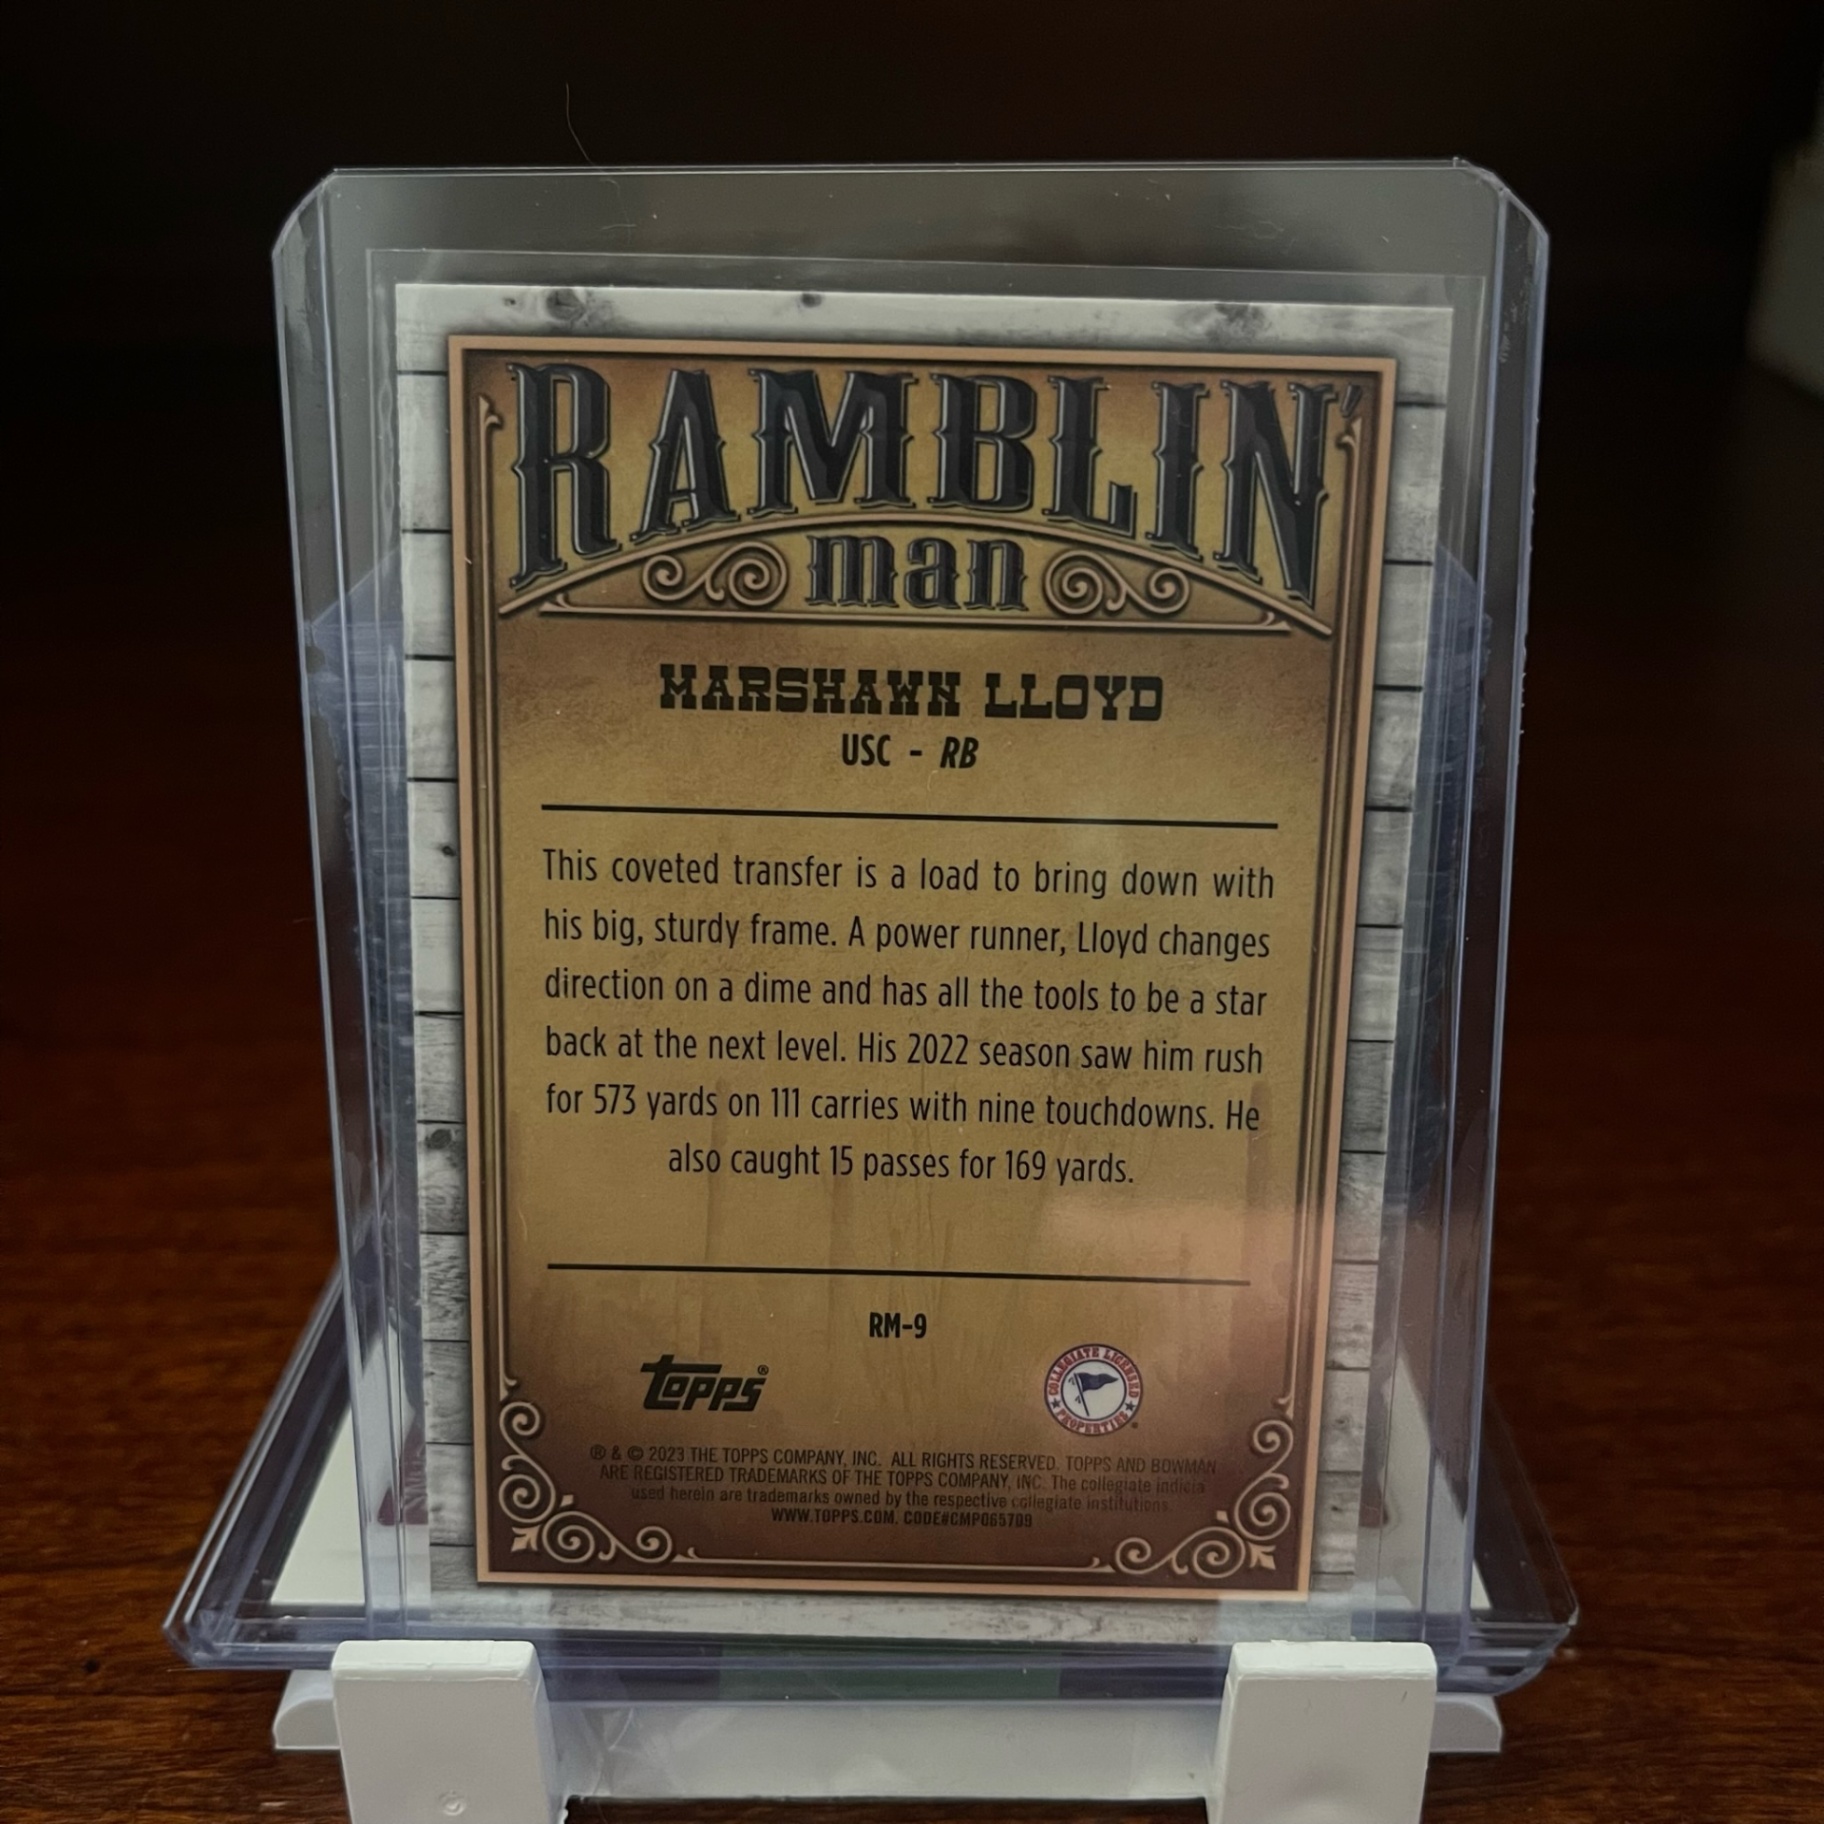 RAMBLIN'
man
MARSHAWN LLOYD
USC - RB
This coveted transfer is a load to bring down with
his big, sturdy frame. A power runner, Lloyd changes
direction on a dime and has all the tools to be a star
back at the next level. His 2022 season saw him rush
for 573 yards on 111 carries with nine touchdowns. He
also caught 15 passes for 169 yards.
RM-9
topps®
COLLEGIATE LICENSED
PROPERTIES
® & © 2023 THE TOPPS COMPANY, INC. ALL RIGHTS RESERVED. TOPPS AND BOWMAN
ARE REGISTERED TRADEMARKS OF THE TOPPS COMPANY, INC. The collegiate indicia
used herein are trademarks owned by the respective collegiate institutions.
WWW.TOPPS.COM. CODE#CMP065709